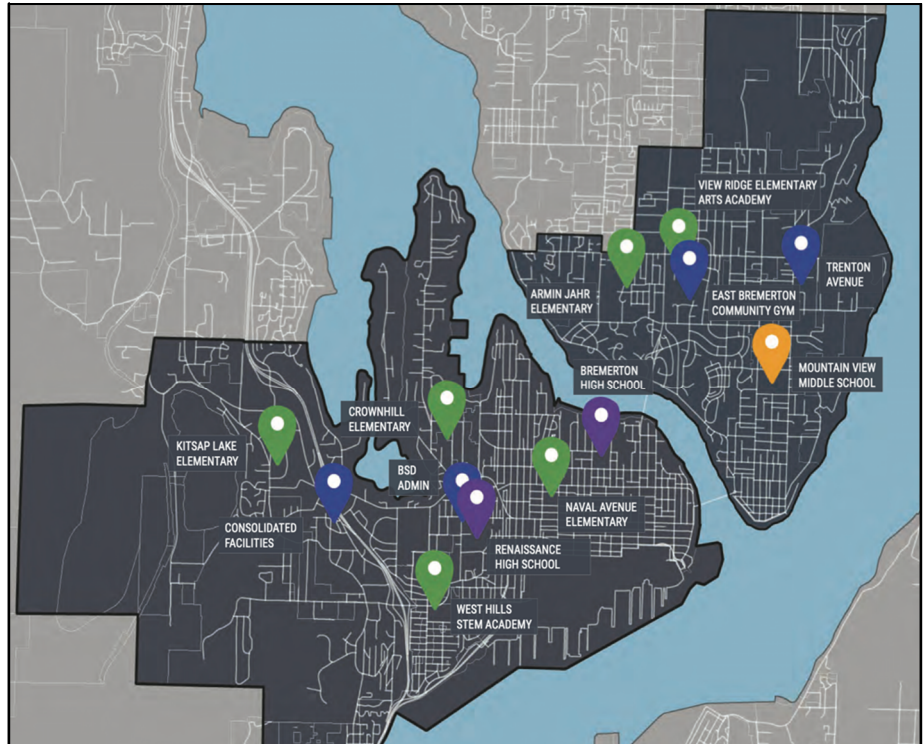 VIEW RIDGE ELEMENTARY
ARTS ACADEMY
TRENTON
AVENUE
ARMIN JAHR
ELEMENTARY
EAST BREMERTON
COMMUNITY GYM
BREMERTON
HIGH SCHOOL
MOUNTAIN VIEW
MIDDLE SCHOOL
CROWNHILL
ELEMENTARY
KITSAP LAKE
ELEMENTARY
BSD
ADMIN
NAVAL AVENUE
ELEMENTARY
CONSOLIDATED
FACILITIES
RENAISSANCE
HIGH SCHOOL
WEST HILLS
STEM ACADEMY